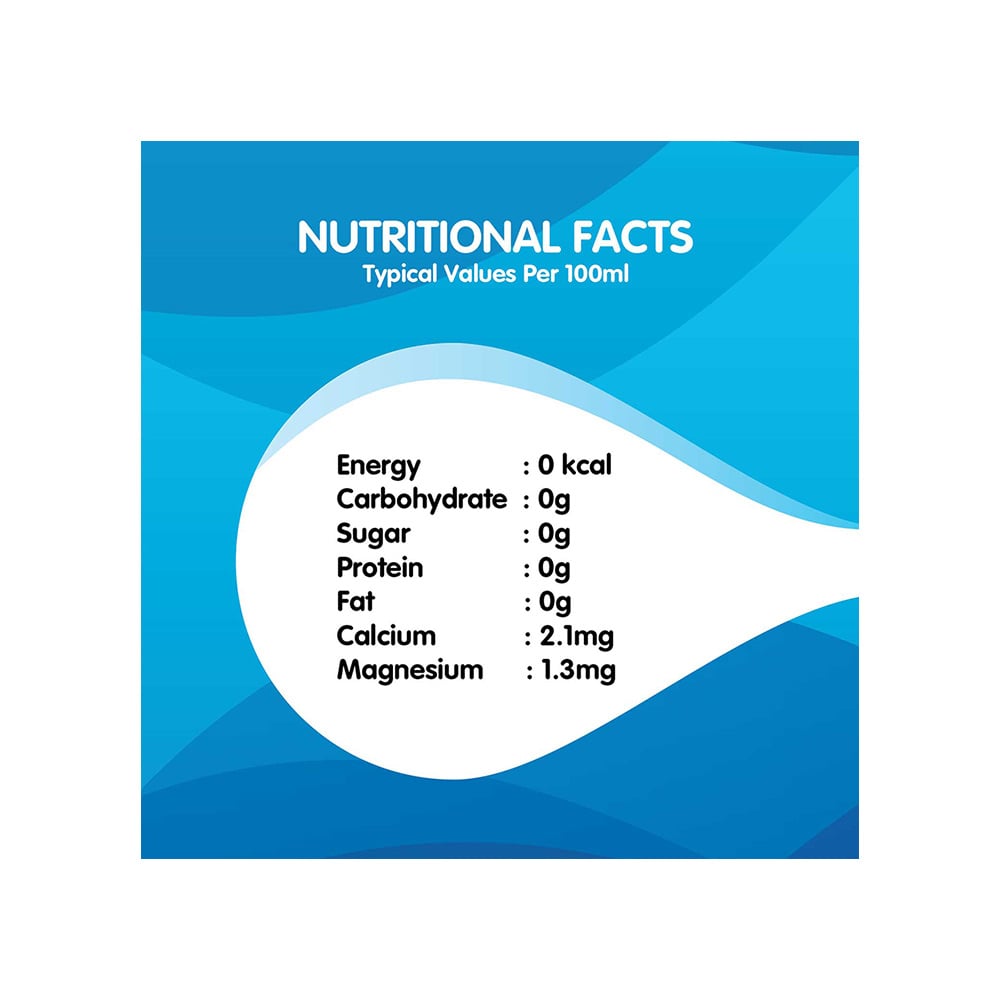 NUTRITIONAL FACTS
Typical Values Per 100ml
Energy : 0 kcal
Carbohydrate : 0g
Sugar : 0g
Protein : 0g
Fat : 0g
Calcium : 2.1mg
Magnesium : 1.3mg